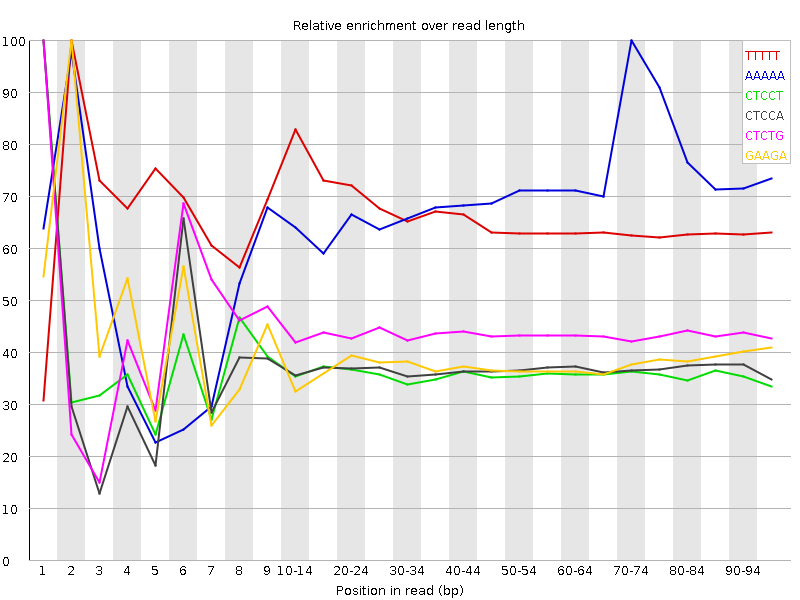 Relative enrichment over read length
100
90
80
70
60
50
40
30
20
10
0
TTTTT
AAAAA
CTCCT
CTCCA
CTCTG
GAAGA
1 2 3 4 5 6 7 8 9 10-14 20-24 30-34 40-44 50-54 60-64 70-74 80-84 90-94
Position in read (bp)